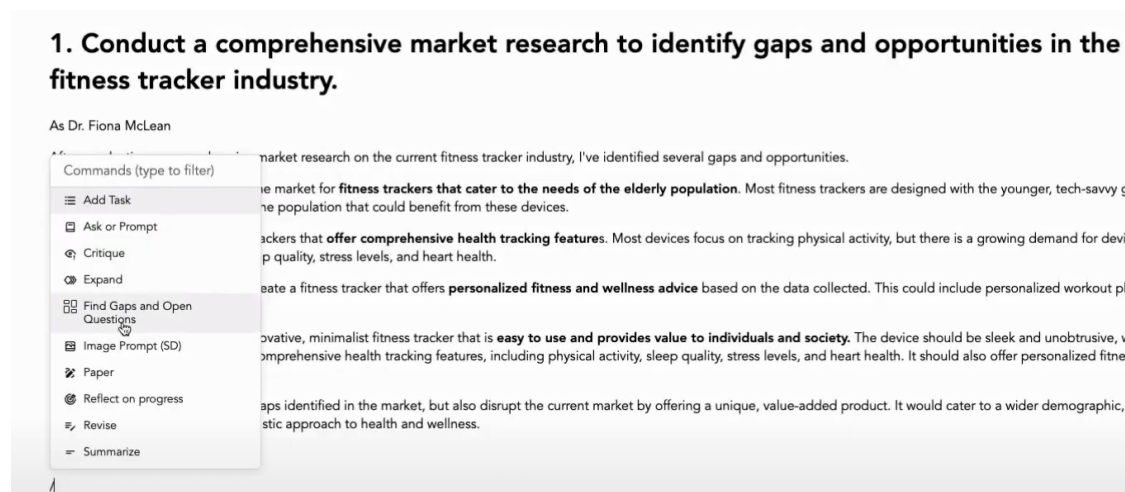 1. Conduct a comprehensive market research to identify gaps and opportunities in the
fitness tracker industry.
As Dr. Fiona McLean
market research on the current fitness tracker industry, I've identified several gaps and opportunities.
Commands (type to filter)
e market for fitness trackers that cater to the needs of the elderly population. Most fitness trackers are designed with the younger, tech-savvy g
Add Task
he population that could benefit from these devices.
Ask or Prompt
ackers that offer comprehensive health tracking features. Most devices focus on tracking physical activity, but there is a growing demand for devi
Critique
p quality, stress levels, and heart health.
Expand
eate a fitness tracker that offers personalized fitness and wellness advice based on the data collected. This could include personalized workout pl
Find Gaps and Open
Questions
ovative, minimalist fitness tracker that is easy to use and provides value to individuals and society. The device should be sleek and unobtrusive, w
Image Prompt (SD)
omprehensive health tracking features, including physical activity, sleep quality, stress levels, and heart health. It should also offer personalized fitne
Paper
Reflect on progress
aps identified in the market, but also disrupt the current market by offering a unique, value-added product. It would cater to a wider demographic,
Revise
stic approach to health and wellness.
Summarize